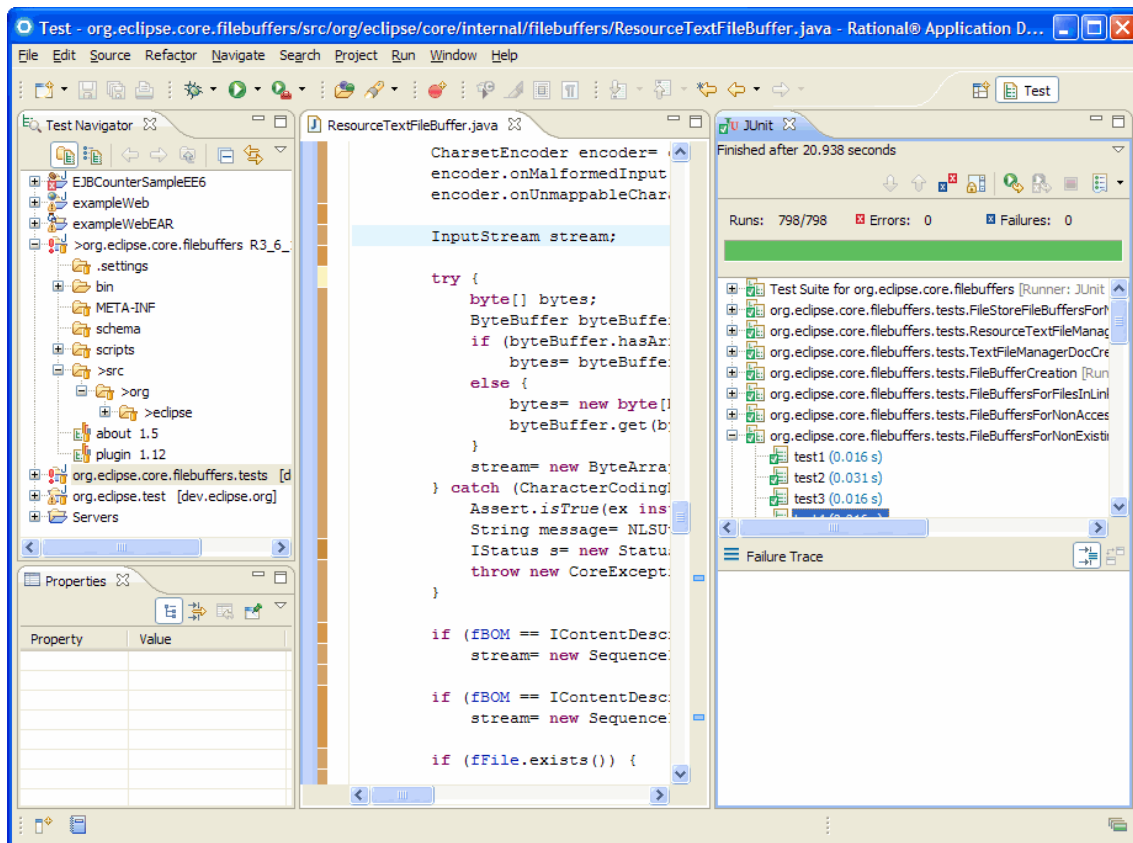 Test - org.eclipse.core.filebuffers/src/org/eclipse/core/internal/filebuffers/ResourceTextFileBuffer.java - Rational® Application D...
File Edit Source Refactor Navigate Search Project Run Window Help
Test
Test Navigator
EJBCounterSampleEE6
exampleWeb
exampleWebEAR
>org.eclipse.core.filebuffers R3_6_
.settings
bin
META-INF
schema
scripts
>src
>org
>eclipse
about 1.5
plugin 1.12
org.eclipse.core.filebuffers.tests [d
org.eclipse.test [dev.eclipse.org]
Servers
Properties
Property Value
ResourceTextFileBuffer.java
CharsetEncoder encoder=
encoder.onMalformedInput
encoder.onUnmappableChara
InputStream stream;
try {
byte[] bytes;
ByteBuffer byteBuffer
if (byteBuffer.hasArr
bytes= byteBuffer
else {
bytes= new byte[
byteBuffer.get(by
}
stream= new ByteArray
} catch (CharacterCoding
Assert.isTrue(ex inst
String message= NLSU
IStatus s= new Status
throw new CoreExcept
}
if (fBOM == IContentDesc
stream= new Sequence
if (fBOM == IContentDesc
stream= new Sequence
if (fFile.exists()) {
JUnit
Finished after 20.938 seconds
Runs: 798/798 Errors: 0 Failures: 0
Test Suite for org.eclipse.core.filebuffers [Runner: JUnit
org.eclipse.core.filebuffers.tests.FileStoreFileBuffersForN
org.eclipse.core.filebuffers.tests.ResourceTextFileManag
org.eclipse.core.filebuffers.tests.TextFileManagerDocCre
org.eclipse.core.filebuffers.tests.FileBufferCreation [Run
org.eclipse.core.filebuffers.tests.FileBuffersForFilesInLink
org.eclipse.core.filebuffers.tests.FileBuffersForNonAcces
org.eclipse.core.filebuffers.tests.FileBuffersForNonExistin
test1 (0.016 s)
test2 (0.031 s)
test3 (0.016 s)
Failure Trace